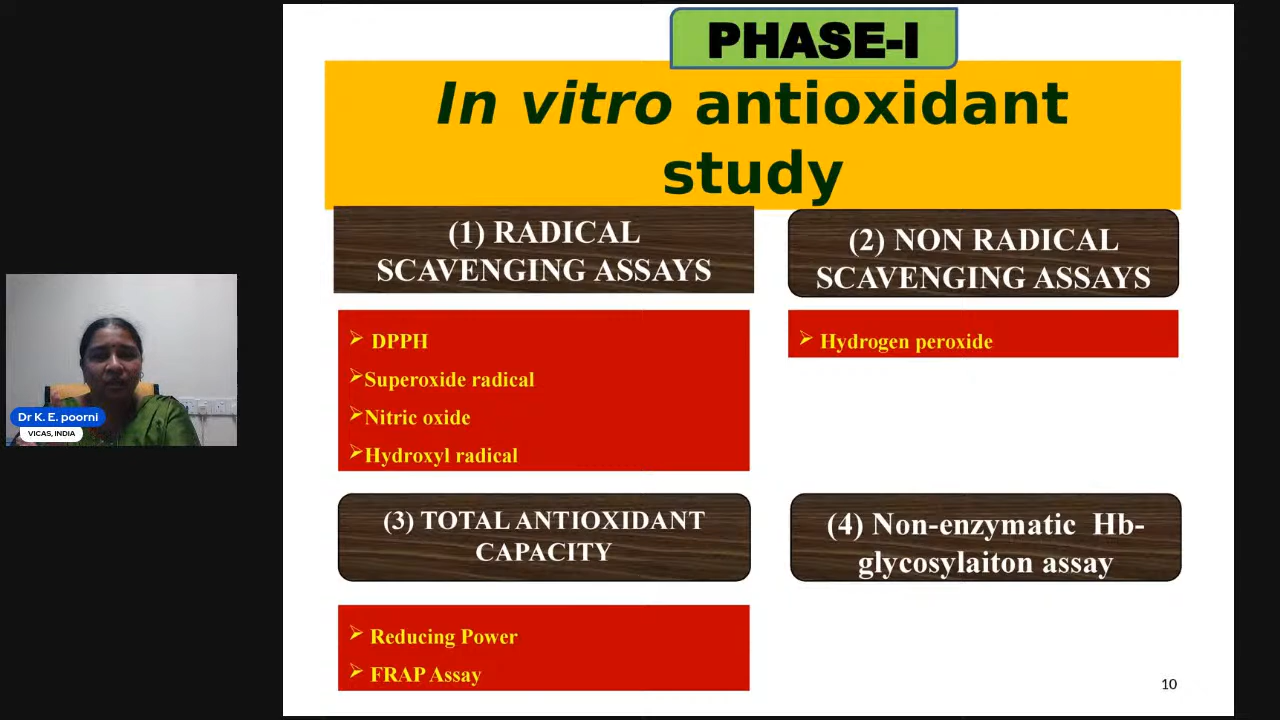 PHASE-I
In vitro antioxidant
study
(1) RADICAL
SCAVENGING ASSAYS
(2) NON RADICAL
SCAVENGING ASSAYS
➢ DPPH
➢Superoxide radical
➢Nitric oxide
➢Hydroxyl radical
➢ Hydrogen peroxide
(3) TOTAL ANTIOXIDANT
CAPACITY
(4) Non-enzymatic Hb-
glycosylaiton assay
➢ Reducing Power
➢ FRAP Assay
10
Dr K. E. poorni
VICAS, INDIA